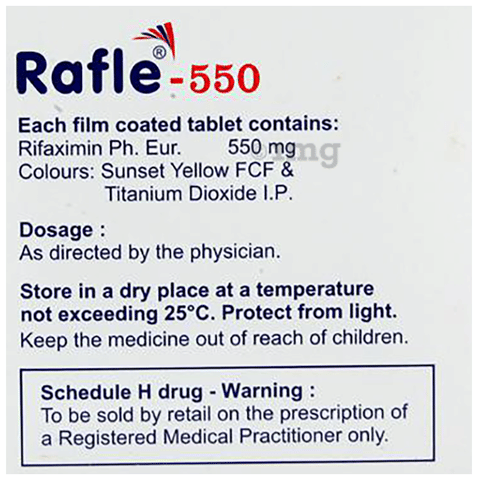 Rafle®-550
Each film coated tablet contains:
Rifaximin Ph. Eur. 550 mg
Colours: Sunset Yellow FCF &
Titanium Dioxide I.P.
Dosage :
As directed by the physician.
Store in a dry place at a temperature
not exceeding 25°C. Protect from light.
Keep the medicine out of reach of children.
Schedule H drug - Warning :
To be sold by retail on the prescription of
a Registered Medical Practitioner only.